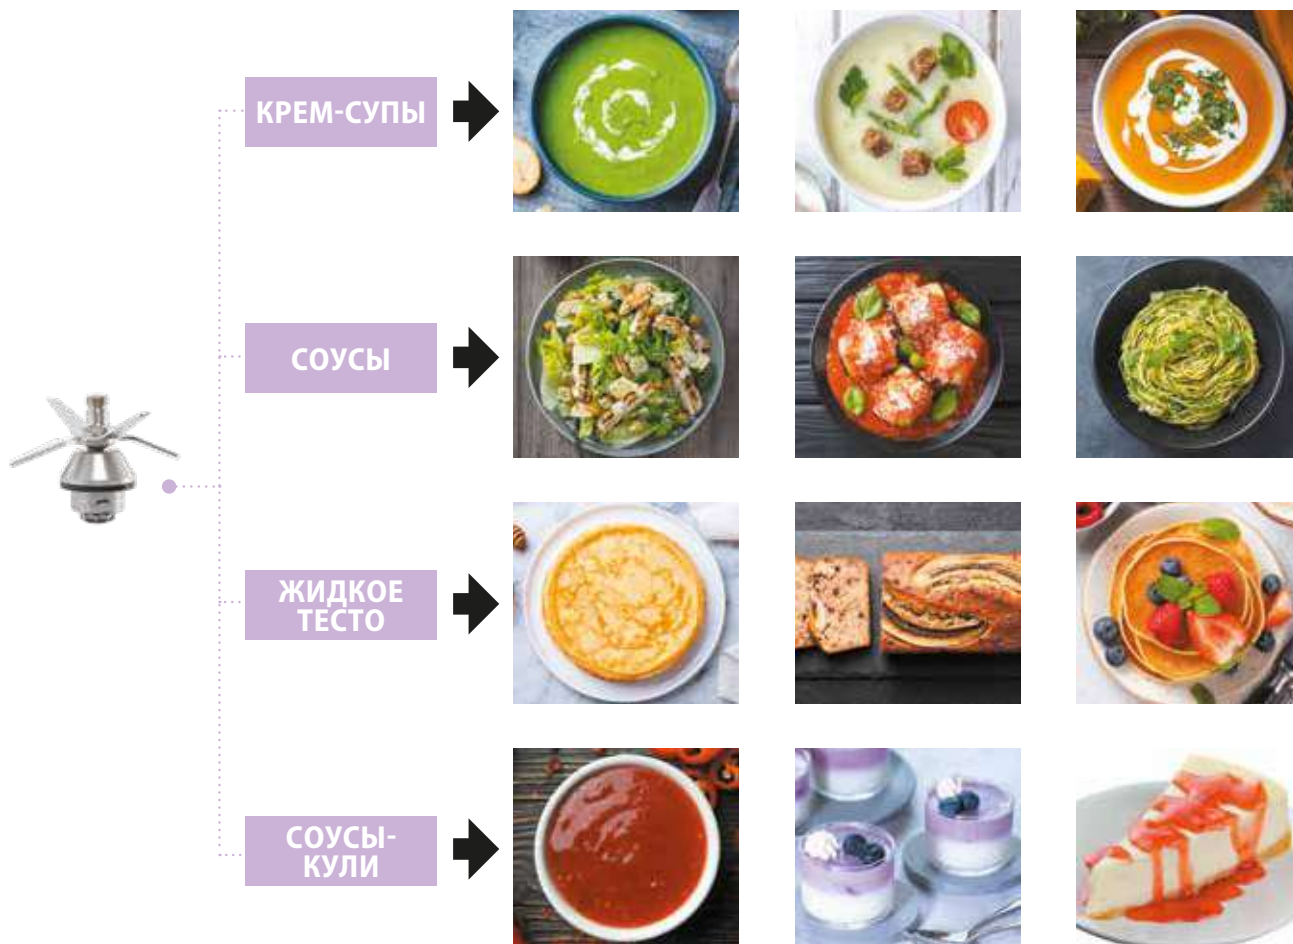 КРЕМ-СУПЫ
СОУСЫ
ЖИДКОЕ
ТЕСТО
СОУСЫ-
КУЛИ